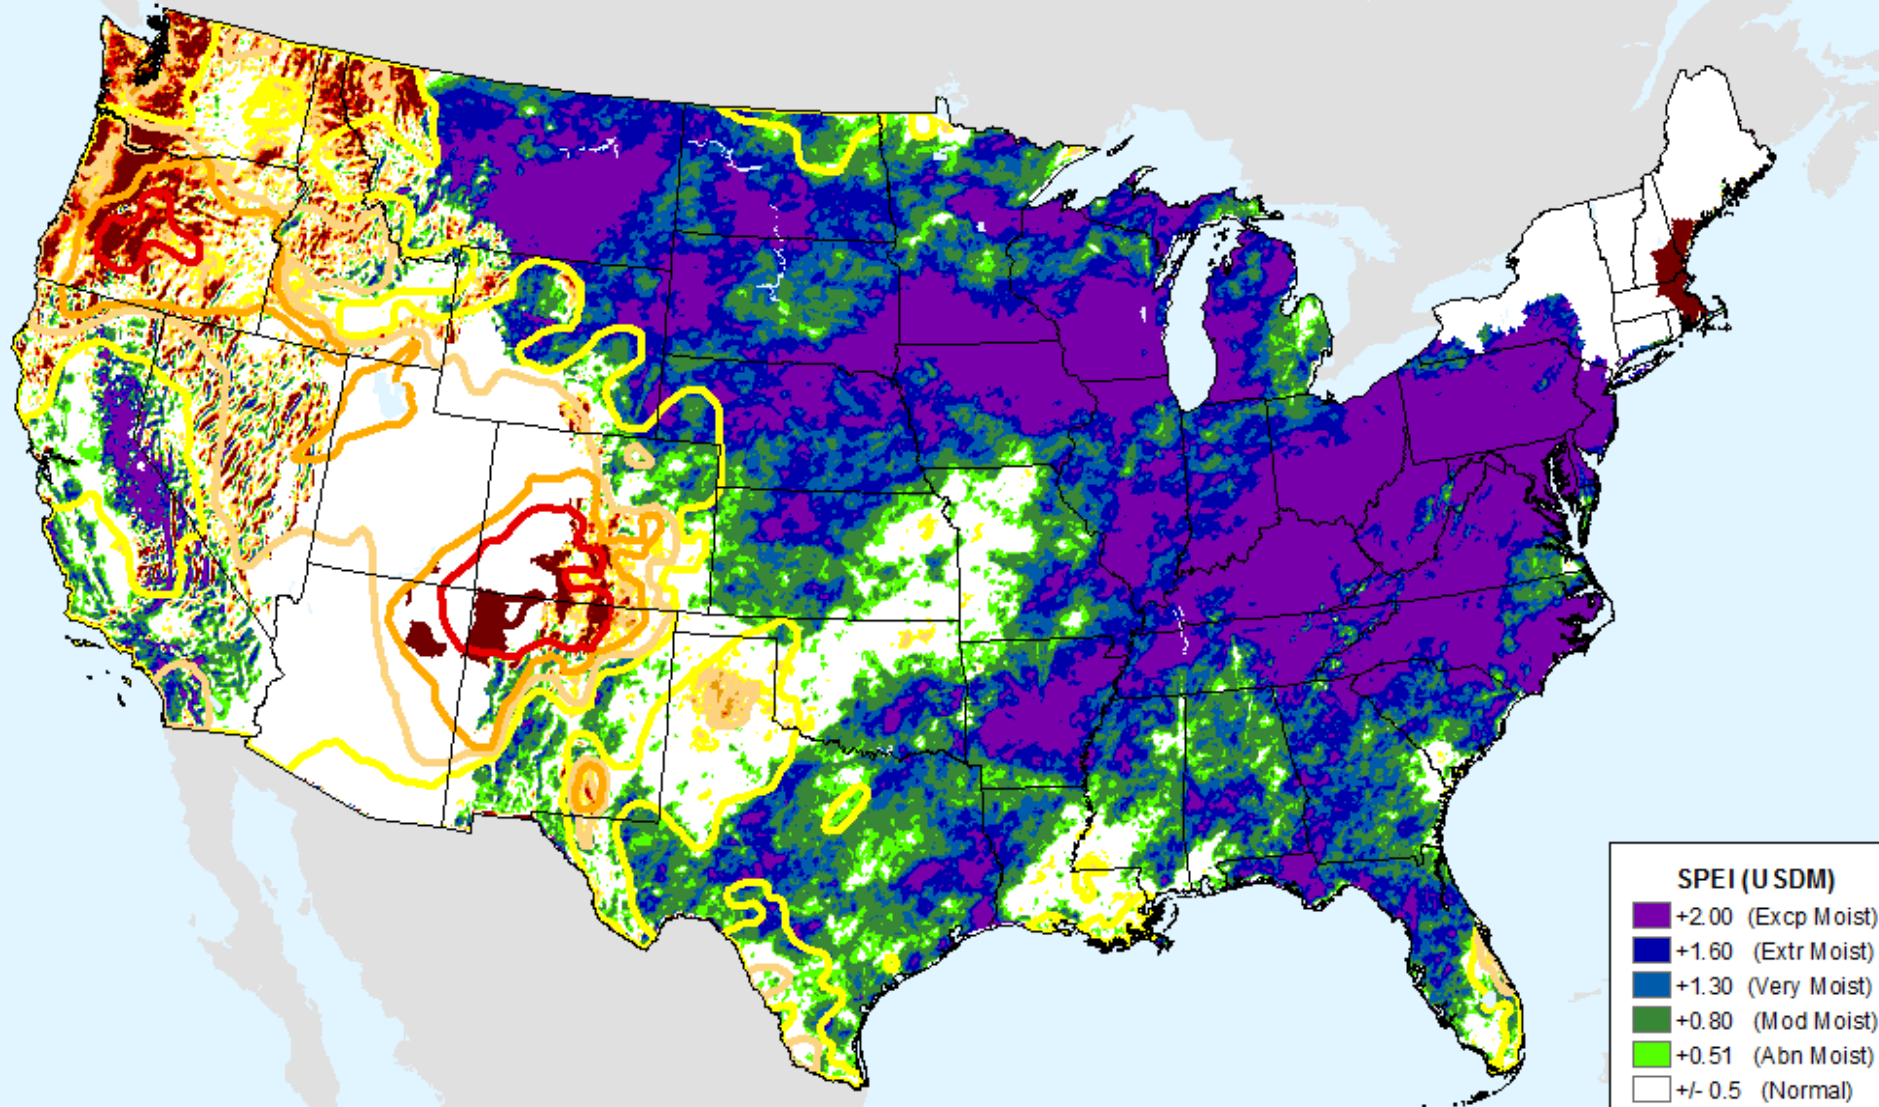 SPEI (USDM)
+2.00 (Excp Moist)
+1.60 (Extr Moist)
+1.30 (Very Moist)
+0.80 (Mod Moist)
+0.51 (Abn Moist)
+/- 0.5 (Normal)